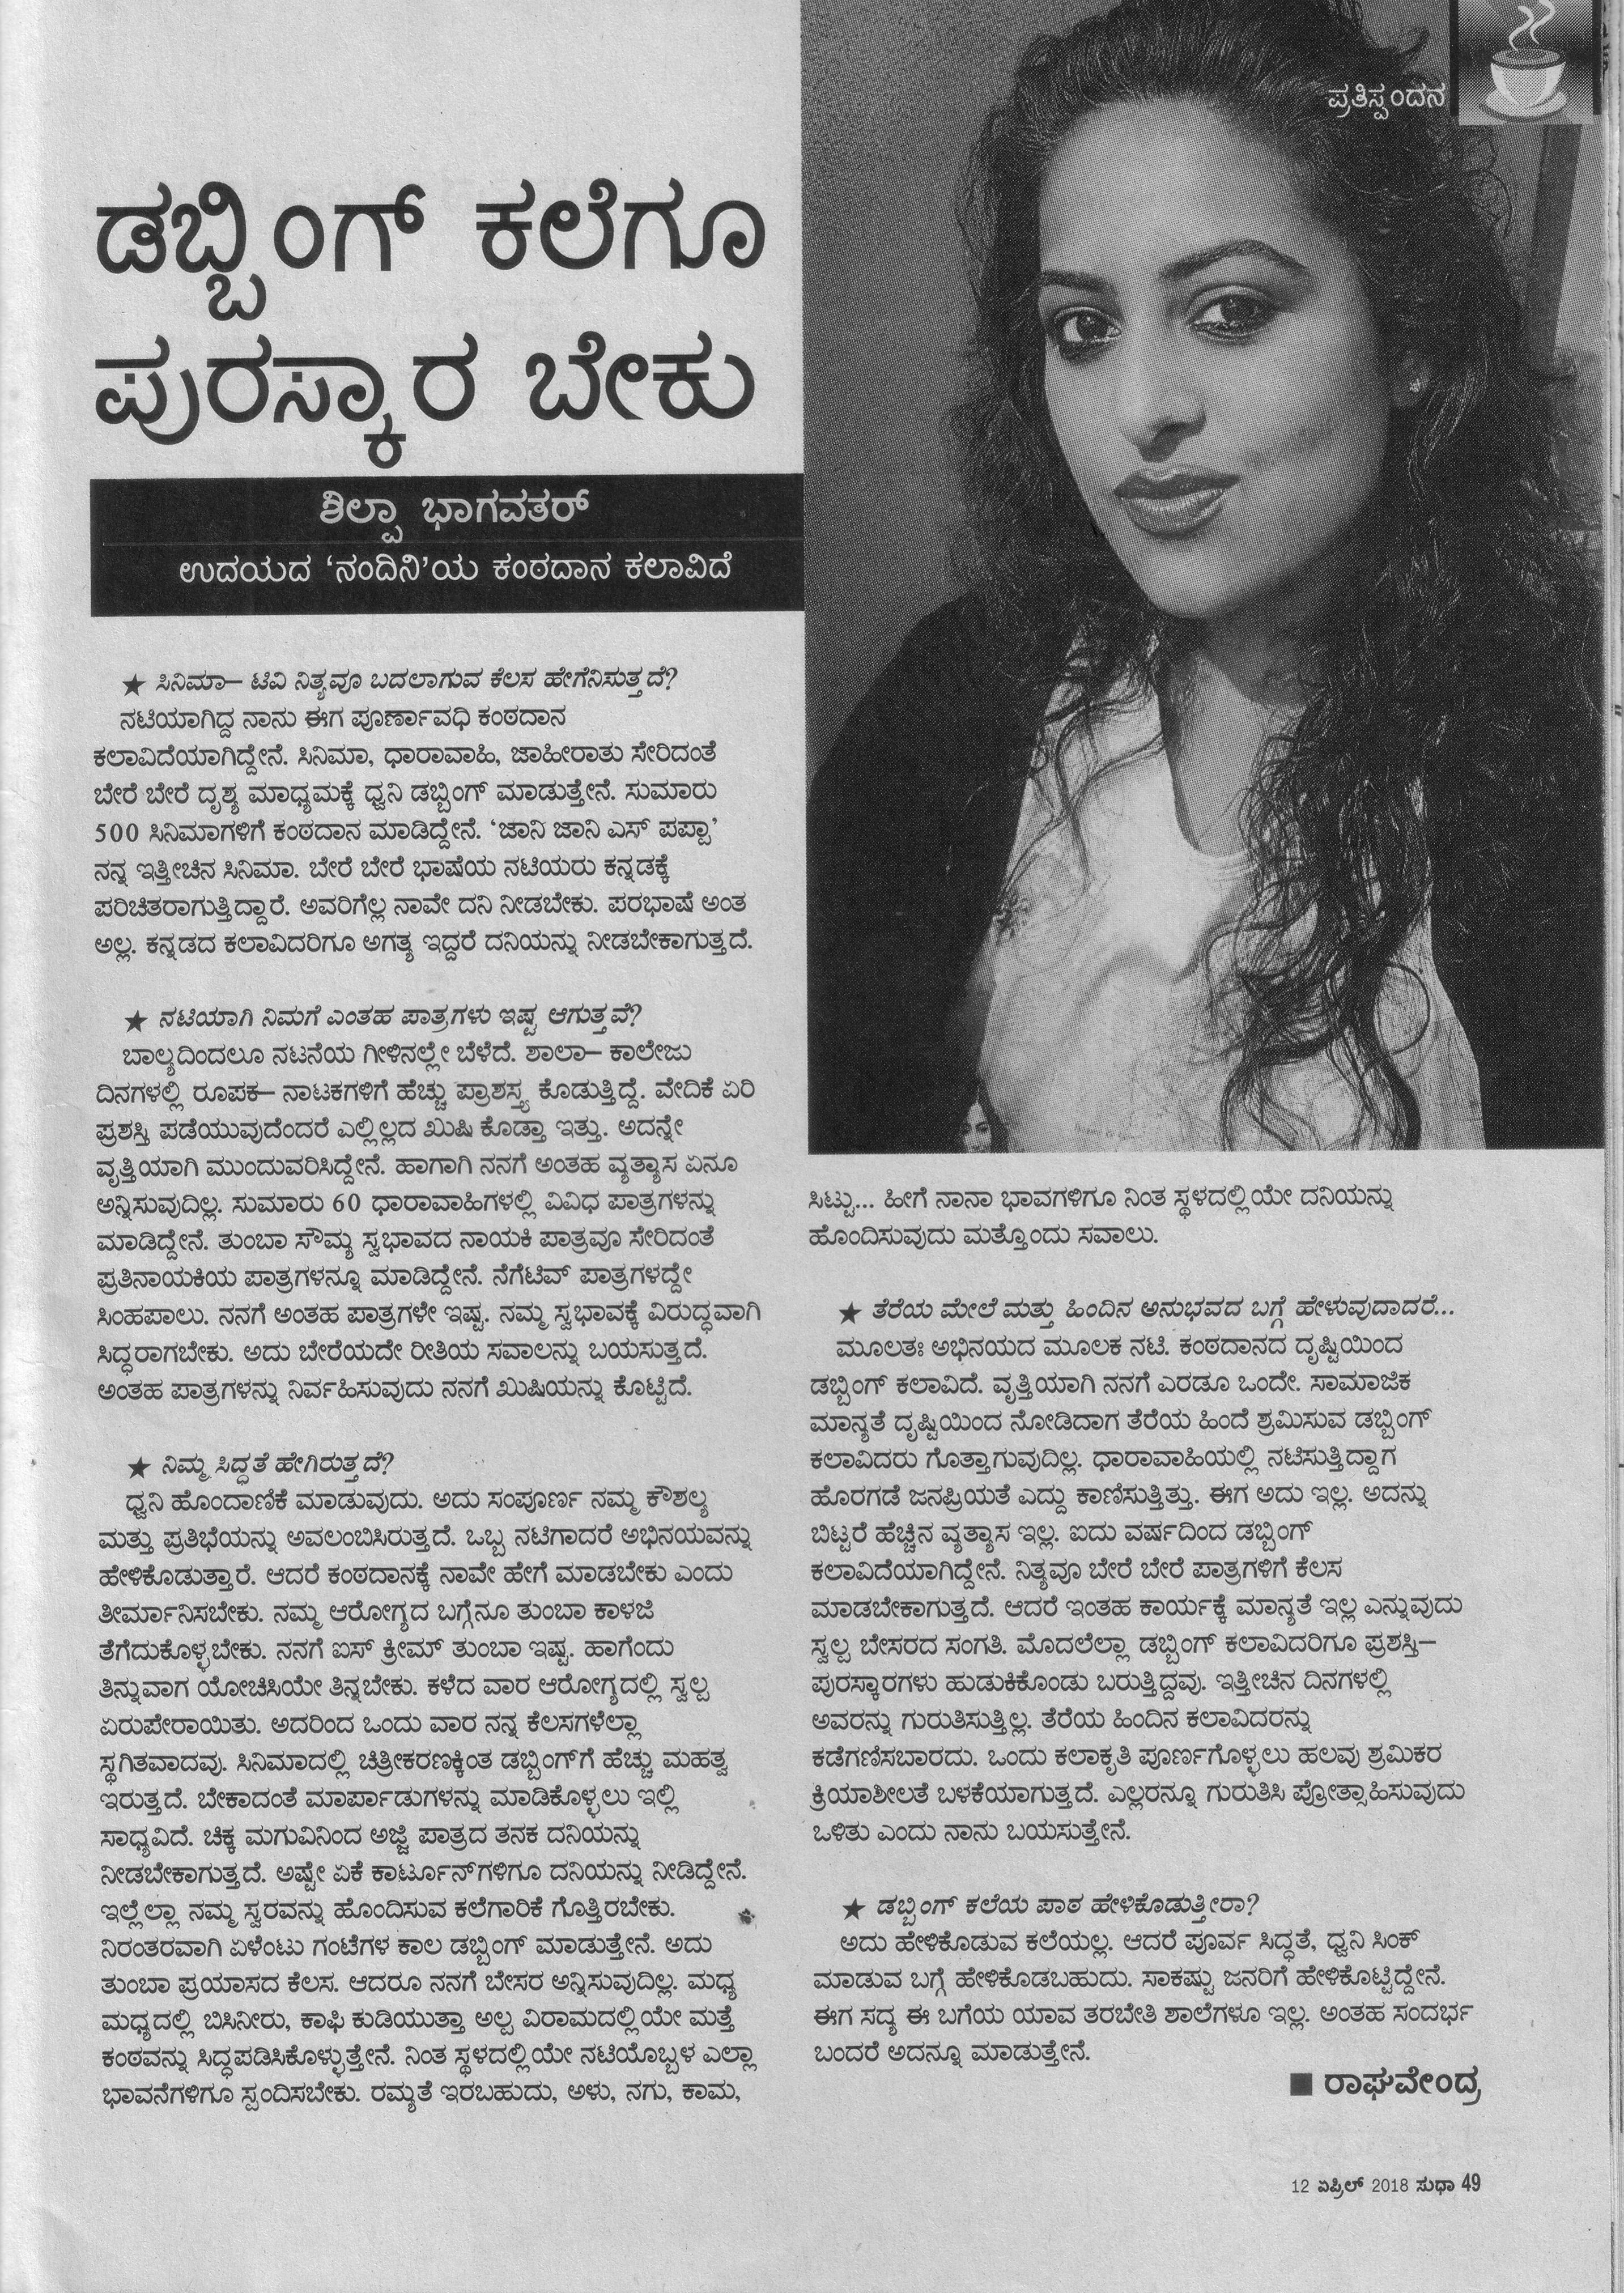 ಪ್ರತಿಸ್ಪಂದನ
ಡಬ್ಬಿಂಗ್ ಕಲೆಗೂ
ಪುರಸ್ಕಾರ ಬೇಕು
ಶಿಲ್ಪಾ ಭಾಗವತರ್
ಉದಯದ ‘ನಂದಿನಿ’ಯ ಕಂಠದಾನ ಕಲಾವಿದೆ
★ ಸಿನಿಮಾ– ಟಿವಿ ನಿತ್ಯವೂ ಬದಲಾಗುವ ಕೆಲಸ ಹೇಗೆನಿಸುತ್ತದೆ?
ನಟಿಯಾಗಿದ್ದ ನಾನು ಈಗ ಪೂರ್ಣಾವಧಿ ಕಂಠದಾನ
ಕಲಾವಿದೆಯಾಗಿದ್ದೇನೆ. ಸಿನಿಮಾ, ಧಾರಾವಾಹಿ, ಜಾಹೀರಾತು ಸೇರಿದಂತೆ
ಬೇರೆ ಬೇರೆ ದೃಶ್ಯ ಮಾಧ್ಯಮಕ್ಕೆ ಧ್ವನಿ ಡಬ್ಬಿಂಗ್ ಮಾಡುತ್ತೇನೆ. ಸುಮಾರು
500 ಸಿನಿಮಾಗಳಿಗೆ ಕಂಠದಾನ ಮಾಡಿದ್ದೇನೆ. ‘ಜಾನಿ ಜಾನಿ ಎಸ್ ಪಪ್ಪಾ’
ನನ್ನ ಇತ್ತೀಚಿನ ಸಿನಿಮಾ. ಬೇರೆ ಬೇರೆ ಭಾಷೆಯ ನಟಿಯರು ಕನ್ನಡಕ್ಕೆ
ಪರಿಚಿತರಾಗುತ್ತಿದ್ದಾರೆ. ಅವರಿಗೆಲ್ಲ ನಾವೇ ದನಿ ನೀಡಬೇಕು. ಪರಭಾಷೆ ಅಂತ
ಅಲ್ಲ. ಕನ್ನಡದ ಕಲಾವಿದರಿಗೂ ಅಗತ್ಯ ಇದ್ದರೆ ದನಿಯನ್ನು ನೀಡಬೇಕಾಗುತ್ತದೆ.
★ ನಟಿಯಾಗಿ ನಿಮಗೆ ಎಂತಹ ಪಾತ್ರಗಳು ಇಷ್ಟ ಆಗುತ್ತವೆ?
ಬಾಲ್ಯದಿಂದಲೂ ನಟನೆಯ ಗೀಳಿನಲ್ಲೇ ಬೆಳೆದೆ. ಶಾಲಾ– ಕಾಲೇಜು
ದಿನಗಳಲ್ಲಿ ರೂಪಕ– ನಾಟಕಗಳಿಗೆ ಹೆಚ್ಚು ಪ್ರಾಶಸ್ತ್ಯ ಕೊಡುತ್ತಿದ್ದೆ. ವೇದಿಕೆ ಏರಿ
ಪ್ರಶಸ್ತಿ ಪಡೆಯುವುದೆಂದರೆ ಎಲ್ಲಿಲ್ಲದ ಖುಷಿ ಕೊಡ್ತಾ ಇತ್ತು. ಅದನ್ನೇ
ವೃತ್ತಿಯಾಗಿ ಮುಂದುವರಿಸಿದ್ದೇನೆ. ಹಾಗಾಗಿ ನನಗೆ ಅಂತಹ ವ್ಯತ್ಯಾಸ ಏನೂ
ಅನ್ನಿಸುವುದಿಲ್ಲ. ಸುಮಾರು 60 ಧಾರಾವಾಹಿಗಳಲ್ಲಿ ವಿವಿಧ ಪಾತ್ರಗಳನ್ನು
ಮಾಡಿದ್ದೇನೆ. ತುಂಬಾ ಸೌಮ್ಯ ಸ್ವಭಾವದ ನಾಯಕಿ ಪಾತ್ರವೂ ಸೇರಿದಂತೆ
ಪ್ರತಿನಾಯಕಿಯ ಪಾತ್ರಗಳನ್ನೂ ಮಾಡಿದ್ದೇನೆ. ನೆಗೆಟಿವ್ ಪಾತ್ರಗಳದ್ದೇ
ಸಿಂಹಪಾಲು. ನನಗೆ ಅಂತಹ ಪಾತ್ರಗಳೇ ಇಷ್ಟ. ನಮ್ಮ ಸ್ವಭಾವಕ್ಕೆ ವಿರುದ್ಧವಾಗಿ
ಸಿದ್ಧರಾಗಬೇಕು. ಅದು ಬೇರೆಯದೇ ರೀತಿಯ ಸವಾಲನ್ನು ಬಯಸುತ್ತದೆ.
ಅಂತಹ ಪಾತ್ರಗಳನ್ನು ನಿರ್ವಹಿಸುವುದು ನನಗೆ ಖುಷಿಯನ್ನು ಕೊಟ್ಟಿದೆ.
★ ನಿಮ್ಮ ಸಿದ್ಧತೆ ಹೇಗಿರುತ್ತದೆ?
ಧ್ವನಿ ಹೊಂದಾಣಿಕೆ ಮಾಡುವುದು. ಅದು ಸಂಪೂರ್ಣ ನಮ್ಮ ಕೌಶಲ್ಯ
ಮತ್ತು ಪ್ರತಿಭೆಯನ್ನು ಅವಲಂಬಿಸಿರುತ್ತದೆ. ಒಬ್ಬ ನಟಿಗಾದರೆ ಅಭಿನಯವನ್ನು
ಹೇಳಿಕೊಡುತ್ತಾರೆ. ಆದರೆ ಕಂಠದಾನಕ್ಕೆ ನಾವೇ ಹೇಗೆ ಮಾಡಬೇಕು ಎಂದು
ತೀರ್ಮಾನಿಸಬೇಕು. ನಮ್ಮ ಆರೋಗ್ಯದ ಬಗ್ಗೆನೂ ತುಂಬಾ ಕಾಳಜಿ
ತೆಗೆದುಕೊಳ್ಳಬೇಕು. ನನಗೆ ಐಸ್ ಕ್ರೀಮ್ ತುಂಬಾ ಇಷ್ಟ. ಹಾಗೆಂದು
ತಿನ್ನುವಾಗ ಯೋಚಿಸಿಯೇ ತಿನ್ನಬೇಕು. ಕಳೆದ ವಾರ ಆರೋಗ್ಯದಲ್ಲಿ ಸ್ವಲ್ಪ
ಏರುಪೇರಾಯಿತು. ಅದರಿಂದ ಒಂದು ವಾರ ನನ್ನ ಕೆಲಸಗಳೆಲ್ಲಾ
ಸ್ಥಗಿತವಾದವು. ಸಿನಿಮಾದಲ್ಲಿ ಚಿತ್ರೀಕರಣಕ್ಕಿಂತ ಡಬ್ಬಿಂಗ್‌ಗೆ ಹೆಚ್ಚು ಮಹತ್ವ
ಇರುತ್ತದೆ. ಬೇಕಾದಂತೆ ಮಾರ್ಪಾಡುಗಳನ್ನು ಮಾಡಿಕೊಳ್ಳಲು ಇಲ್ಲಿ
ಸಾಧ್ಯವಿದೆ. ಚಿಕ್ಕ ಮಗುವಿನಿಂದ ಅಜ್ಜಿ ಪಾತ್ರದ ತನಕ ದನಿಯನ್ನು
ನೀಡಬೇಕಾಗುತ್ತದೆ. ಅಷ್ಟೇ ಏಕೆ ಕಾರ್ಟೂನ್‌ಗಳಿಗೂ ದನಿಯನ್ನು ನೀಡಿದ್ದೇನೆ.
ಇಲ್ಲೆಲ್ಲಾ ನಮ್ಮ ಸ್ವರವನ್ನು ಹೊಂದಿಸುವ ಕಲೆಗಾರಿಕೆ ಗೊತ್ತಿರಬೇಕು.
ನಿರಂತರವಾಗಿ ಏಳೆಂಟು ಗಂಟೆಗಳ ಕಾಲ ಡಬ್ಬಿಂಗ್ ಮಾಡುತ್ತೇನೆ. ಅದು
ತುಂಬಾ ಪ್ರಯಾಸದ ಕೆಲಸ. ಆದರೂ ನನಗೆ ಬೇಸರ ಅನ್ನಿಸುವುದಿಲ್ಲ. ಮಧ್ಯ
ಮಧ್ಯದಲ್ಲಿ ಬಿಸಿನೀರು, ಕಾಫಿ ಕುಡಿಯುತ್ತಾ ಅಲ್ಪ ವಿರಾಮದಲ್ಲಿಯೇ ಮತ್ತೆ
ಕಂಠವನ್ನು ಸಿದ್ಧಪಡಿಸಿಕೊಳ್ಳುತ್ತೇನೆ. ನಿಂತ ಸ್ಥಳದಲ್ಲಿಯೇ ನಟಿಯೊಬ್ಬಳ ಎಲ್ಲಾ
ಭಾವನೆಗಳಿಗೂ ಸ್ಪಂದಿಸಬೇಕು. ರಮ್ಯತೆ ಇರಬಹುದು, ಅಳು, ನಗು, ಕಾಮ,
ಸಿಟ್ಟು... ಹೀಗೆ ನಾನಾ ಭಾವಗಳಿಗೂ ನಿಂತ ಸ್ಥಳದಲ್ಲಿಯೇ ದನಿಯನ್ನು
ಹೊಂದಿಸುವುದು ಮತ್ತೊಂದು ಸವಾಲು.
★ ತೆರೆಯ ಮೇಲೆ ಮತ್ತು ಹಿಂದಿನ ಅನುಭವದ ಬಗ್ಗೆ ಹೇಳುವುದಾದರೆ...
ಮೂಲತಃ ಅಭಿನಯದ ಮೂಲಕ ನಟಿ. ಕಂಠದಾನದ ದೃಷ್ಟಿಯಿಂದ
ಡಬ್ಬಿಂಗ್ ಕಲಾವಿದೆ. ವೃತ್ತಿಯಾಗಿ ನನಗೆ ಎರಡೂ ಒಂದೇ. ಸಾಮಾಜಿಕ
ಮಾನ್ಯತೆ ದೃಷ್ಟಿಯಿಂದ ನೋಡಿದಾಗ ತೆರೆಯ ಹಿಂದೆ ಶ್ರಮಿಸುವ ಡಬ್ಬಿಂಗ್
ಕಲಾವಿದರು ಗೊತ್ತಾಗುವುದಿಲ್ಲ. ಧಾರಾವಾಹಿಯಲ್ಲಿ ನಟಿಸುತ್ತಿದ್ದಾಗ
ಹೊರಗಡೆ ಜನಪ್ರಿಯತೆ ಎದ್ದು ಕಾಣಿಸುತ್ತಿತ್ತು. ಈಗ ಅದು ಇಲ್ಲ. ಅದನ್ನು
ಬಿಟ್ಟರೆ ಹೆಚ್ಚಿನ ವ್ಯತ್ಯಾಸ ಇಲ್ಲ. ಐದು ವರ್ಷದಿಂದ ಡಬ್ಬಿಂಗ್
ಕಲಾವಿದೆಯಾಗಿದ್ದೇನೆ. ನಿತ್ಯವೂ ಬೇರೆ ಬೇರೆ ಪಾತ್ರಗಳಿಗೆ ಕೆಲಸ
ಮಾಡಬೇಕಾಗುತ್ತದೆ. ಆದರೆ ಇಂತಹ ಕಾರ್ಯಕ್ಕೆ ಮಾನ್ಯತೆ ಇಲ್ಲ ಎನ್ನುವುದು
ಸ್ವಲ್ಪ ಬೇಸರದ ಸಂಗತಿ. ಮೊದಲೆಲ್ಲಾ ಡಬ್ಬಿಂಗ್ ಕಲಾವಿದರಿಗೂ ಪ್ರಶಸ್ತಿ–
ಪುರಸ್ಕಾರಗಳು ಹುಡುಕಿಕೊಂಡು ಬರುತ್ತಿದ್ದವು. ಇತ್ತೀಚಿನ ದಿನಗಳಲ್ಲಿ
ಅವರನ್ನು ಗುರುತಿಸುತ್ತಿಲ್ಲ. ತೆರೆಯ ಹಿಂದಿನ ಕಲಾವಿದರನ್ನು
ಕಡೆಗಣಿಸಬಾರದು. ಒಂದು ಕಲಾಕೃತಿ ಪೂರ್ಣಗೊಳ್ಳಲು ಹಲವು ಶ್ರಮಿಕರ
ಕ್ರಿಯಾಶೀಲತೆ ಬಳಕೆಯಾಗುತ್ತದೆ. ಎಲ್ಲರನ್ನೂ ಗುರುತಿಸಿ ಪ್ರೋತ್ಸಾಹಿಸುವುದು
ಒಳಿತು ಎಂದು ನಾನು ಬಯಸುತ್ತೇನೆ.
★ ಡಬ್ಬಿಂಗ್ ಕಲೆಯ ಪಾಠ ಹೇಳಿಕೊಡುತ್ತೀರಾ?
ಅದು ಹೇಳಿಕೊಡುವ ಕಲೆಯಲ್ಲ. ಆದರೆ ಪೂರ್ವ ಸಿದ್ಧತೆ, ಧ್ವನಿ ಸಿಂಕ್
ಮಾಡುವ ಬಗ್ಗೆ ಹೇಳಿಕೊಡಬಹುದು. ಸಾಕಷ್ಟು ಜನರಿಗೆ ಹೇಳಿಕೊಟ್ಟಿದ್ದೇನೆ.
ಈಗ ಸದ್ಯ ಈ ಬಗೆಯ ಯಾವ ತರಬೇತಿ ಶಾಲೆಗಳೂ ಇಲ್ಲ. ಅಂತಹ ಸಂದರ್ಭ
ಬಂದರೆ ಅದನ್ನೂ ಮಾಡುತ್ತೇನೆ.
■ ರಾಘವೇಂದ್ರ
12 ಏಪ್ರಿಲ್ 2018 ಸುಧಾ 49